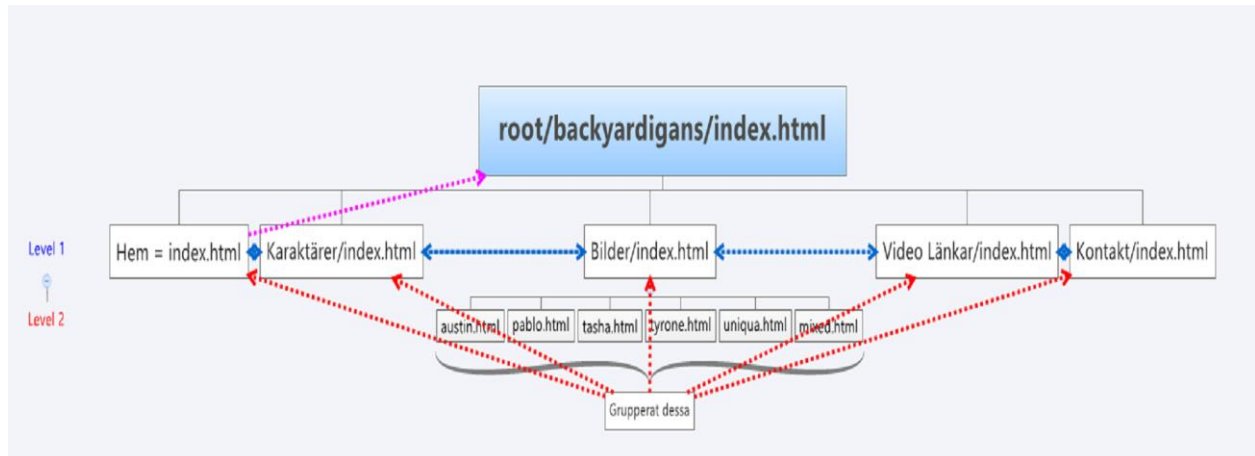 root/backyardigans/index.html
Level 1
Hem = index.html
Karaktärer/index.html
Bilder/index.html
Video Länkar/index.html
Kontakt/index.html
Level 2
austin.html
pablo.html
tasha.html
tyrone.html
uniqua.html
mixed.html
Grupperat dessa